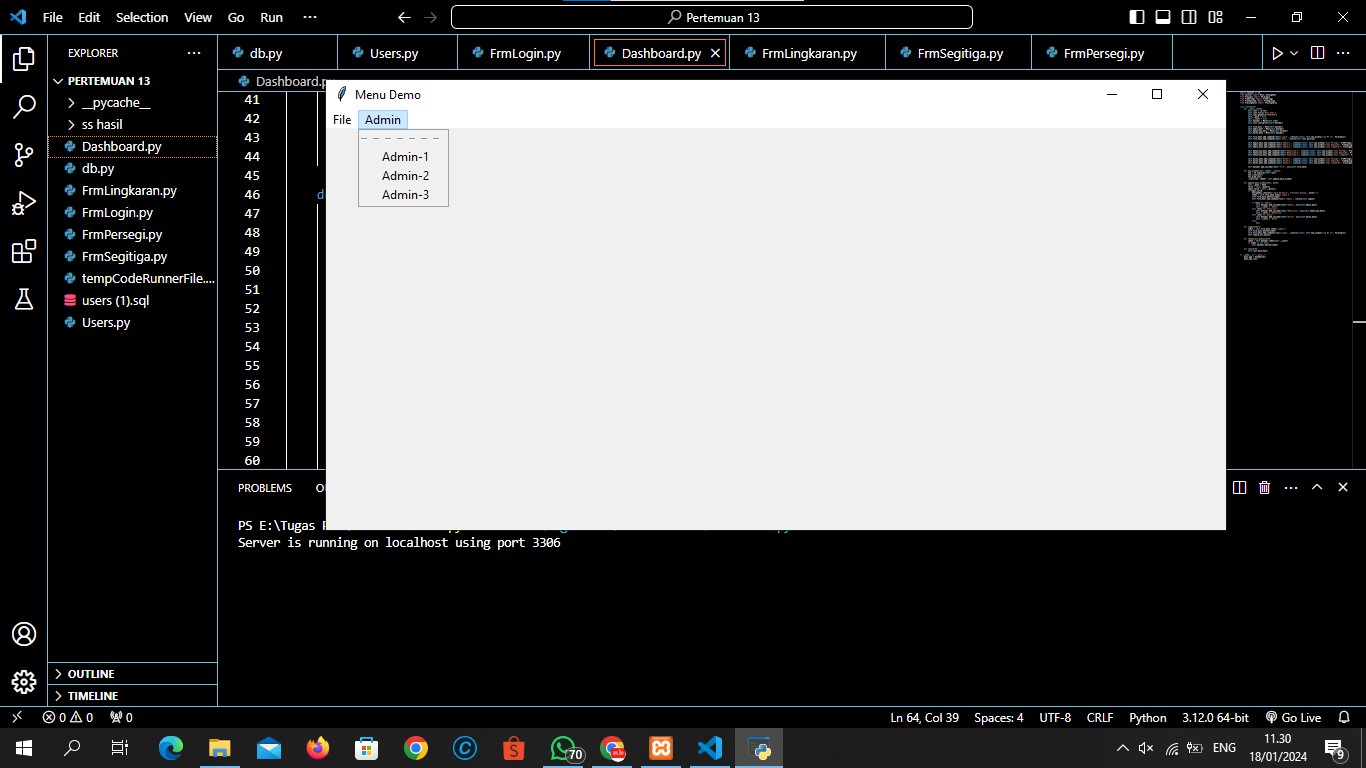 File Edit Selection View Go Run ··· Pertemuan 13
EXPLORER ···
db.py Users.py FrmLogin.py Dashboard.py FrmLingkaran.py FrmSegitiga.py FrmPersegi.py
PERTEMUAN 13
__pycache__
ss hasil
Dashboard.py
db.py
FrmLingkaran.py
FrmLogin.py
FrmPersegi.py
FrmSegitiga.py
tempCodeRunnerFile....
users (1).sql
Users.py
OUTLINE
TIMELINE
Dashboard.p
41
42
43
44
45
46 d
47
48
49
50
51
52
53
54
55
56
57
58
59
60
Menu Demo
File Admin
Admin-1
Admin-2
Admin-3
PROBLEMS
PS E:\Tugas
Server is running on localhost using port 3306
0 0 0 Ln 64, Col 39 Spaces: 4 UTF-8 CRLF Python 3.12.0 64-bit Go Live
70 ENG 11.30
18/01/2024 9